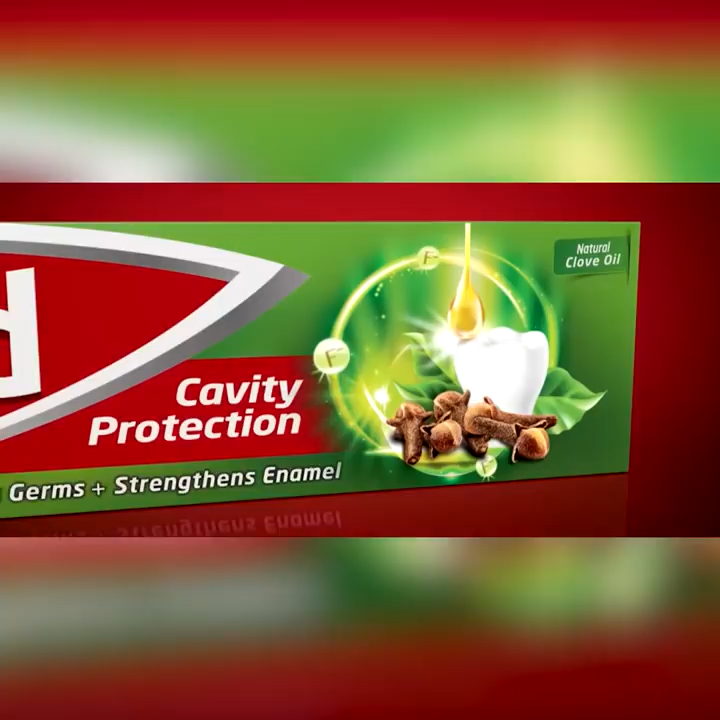 Natural
Clove Oil
d
Cavity
Protection
Germs + Strengthens Enamel
F⁻
F⁻